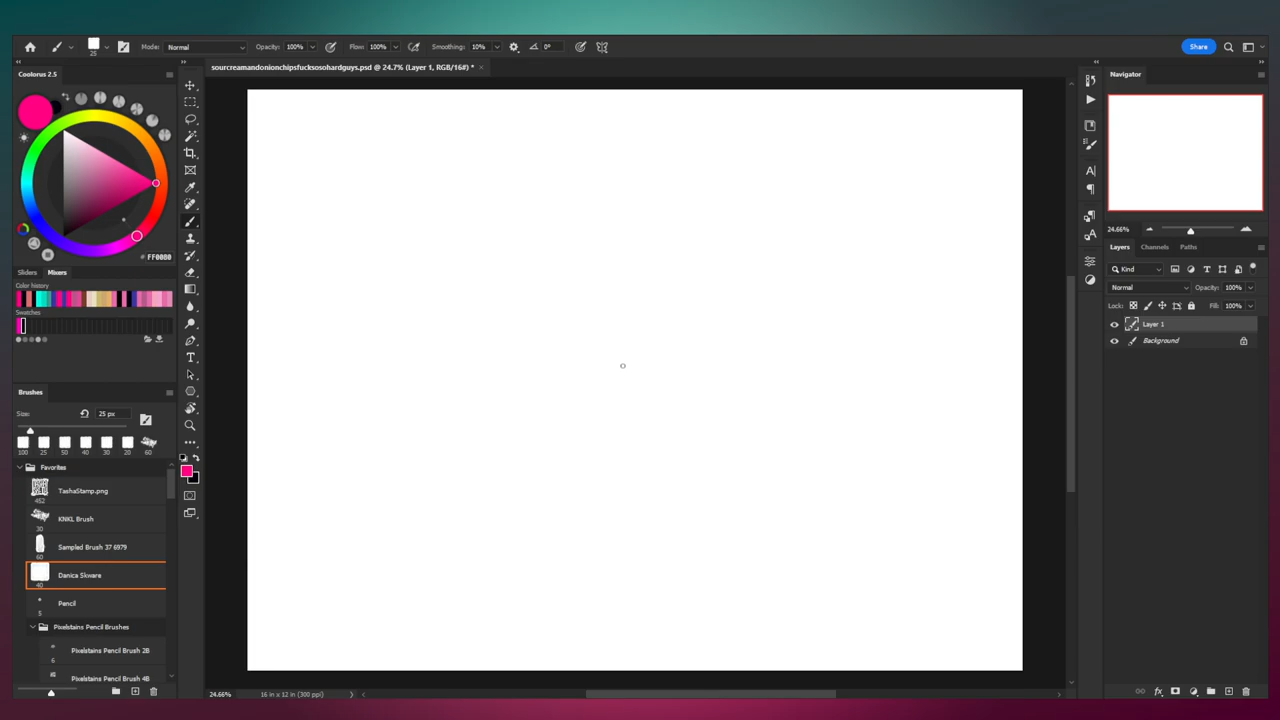 25 Mode: Normal Opacity: 100% Flow: 100% Smoothing: 10% 0° Share
sourcreamandonionchipsfucksosohardguys.psd @ 24.7% (Layer 1, RGB/16#) *
Coolorus 2.5
# FF0080
Sliders Mixers
Color history
Swatches
Brushes
Size: 25 px
100 25 50 40 30 20 60
Favorites
TashaStamp.png
452
KNKL Brush
30
Sampled Brush 37 6979
60
Danica Skware
40
Pencil
5
Pixelstains Pencil Brushes
Pixelstains Pencil Brush 2B
6
Pixelstains Pencil Brush 4B
24.66% 16 in x 12 in (300 ppi)
Navigator
24.66%
Layers Channels Paths
Kind
Normal Opacity: 100%
Lock: Fill: 100%
Layer 1
Background